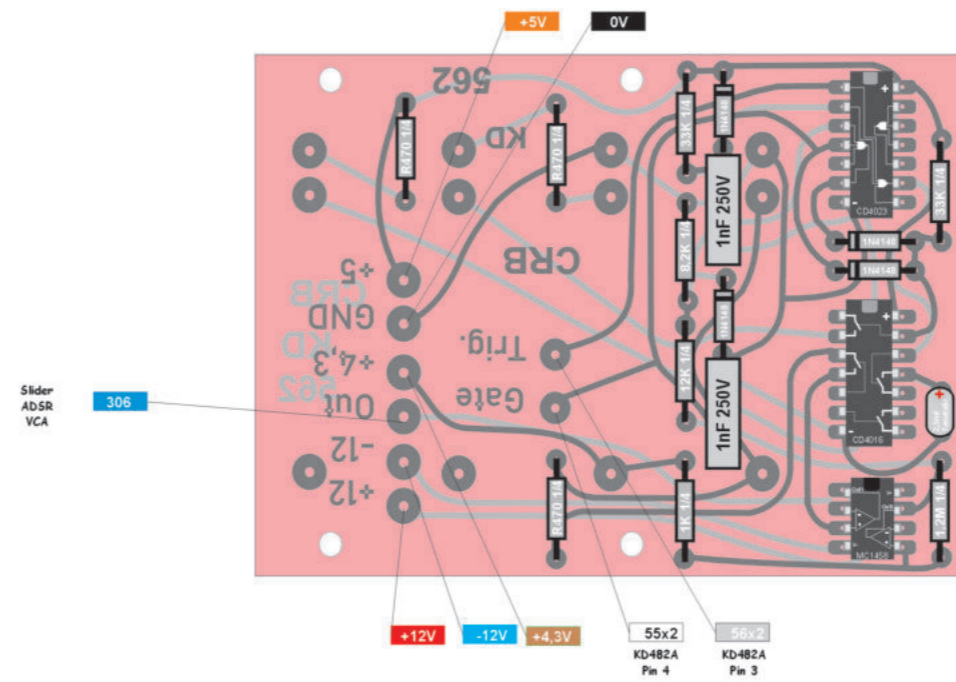 +5V
0V
562
KD
R470 1/4
R470 1/4
33K 1/4
1N4148
1nF 250V
CD4023
33K 1/4
8.2K 1/4
1N4148
1N4148
CRB
+5
CRB
GND
KD
+4,3
563
Out
-12
+12
Trig.
Gate
1N4148
12K 1/4
1nF 250V
CD4016
+
Slider
ADSR
VCA
306
R470 1/4
1K 1/4
MC1458
1.2M 1/4
+12V
-12V
+4,3V
55x2
KD482A
Pin 4
56x2
KD482A
Pin 3